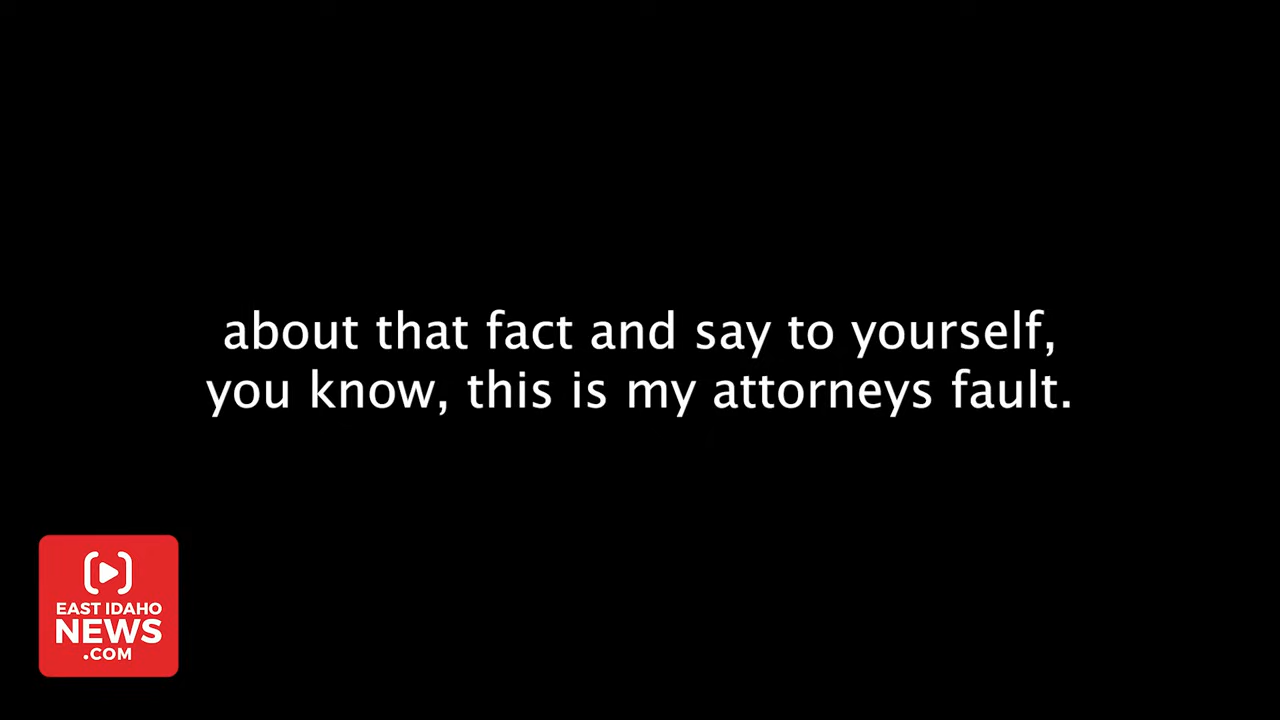 about that fact and say to yourself,
you know, this is my attorneys fault.
EAST IDAHO
NEWS
.COM